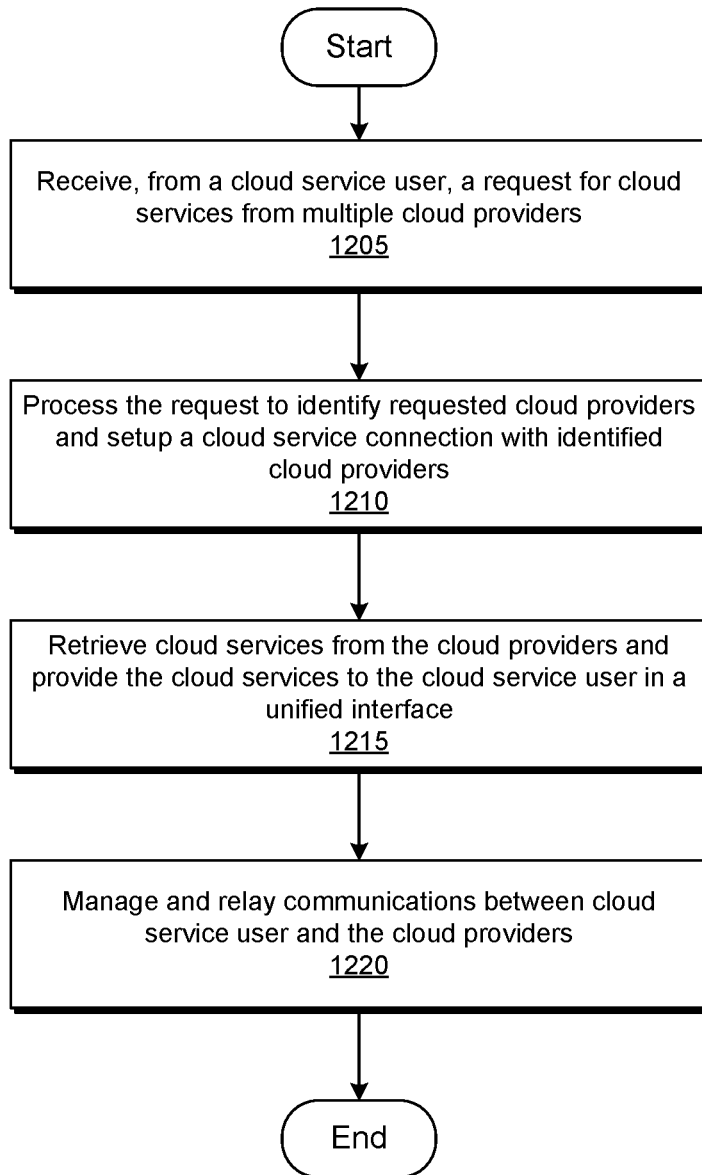 Start
Receive, from a cloud service user, a request for cloud
services from multiple cloud providers
1205
Process the request to identify requested cloud providers
and setup a cloud service connection with identified
cloud providers
1210
Retrieve cloud services from the cloud providers and
provide the cloud services to the cloud service user in a
unified interface
1215
Manage and relay communications between cloud
service user and the cloud providers
1220
End